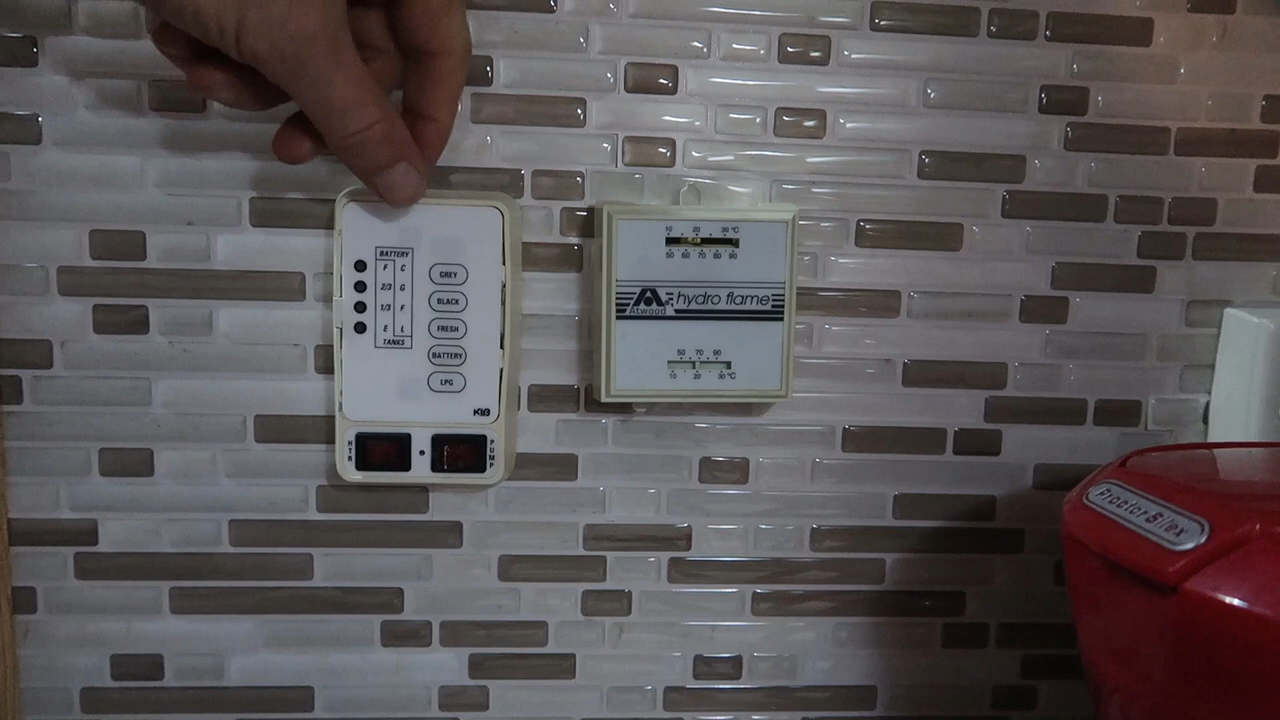 BATTERY
F C
2/3 G
1/3 F
E L
TANKS
GREY
BLACK
FRESH
BATTERY
LPG
KIB
HTR
PUMP
10 20 30 °C
50 60 70 80 90
Atwood
hydro flame
50 70 90
10 20 30 °C
Proctor Silex